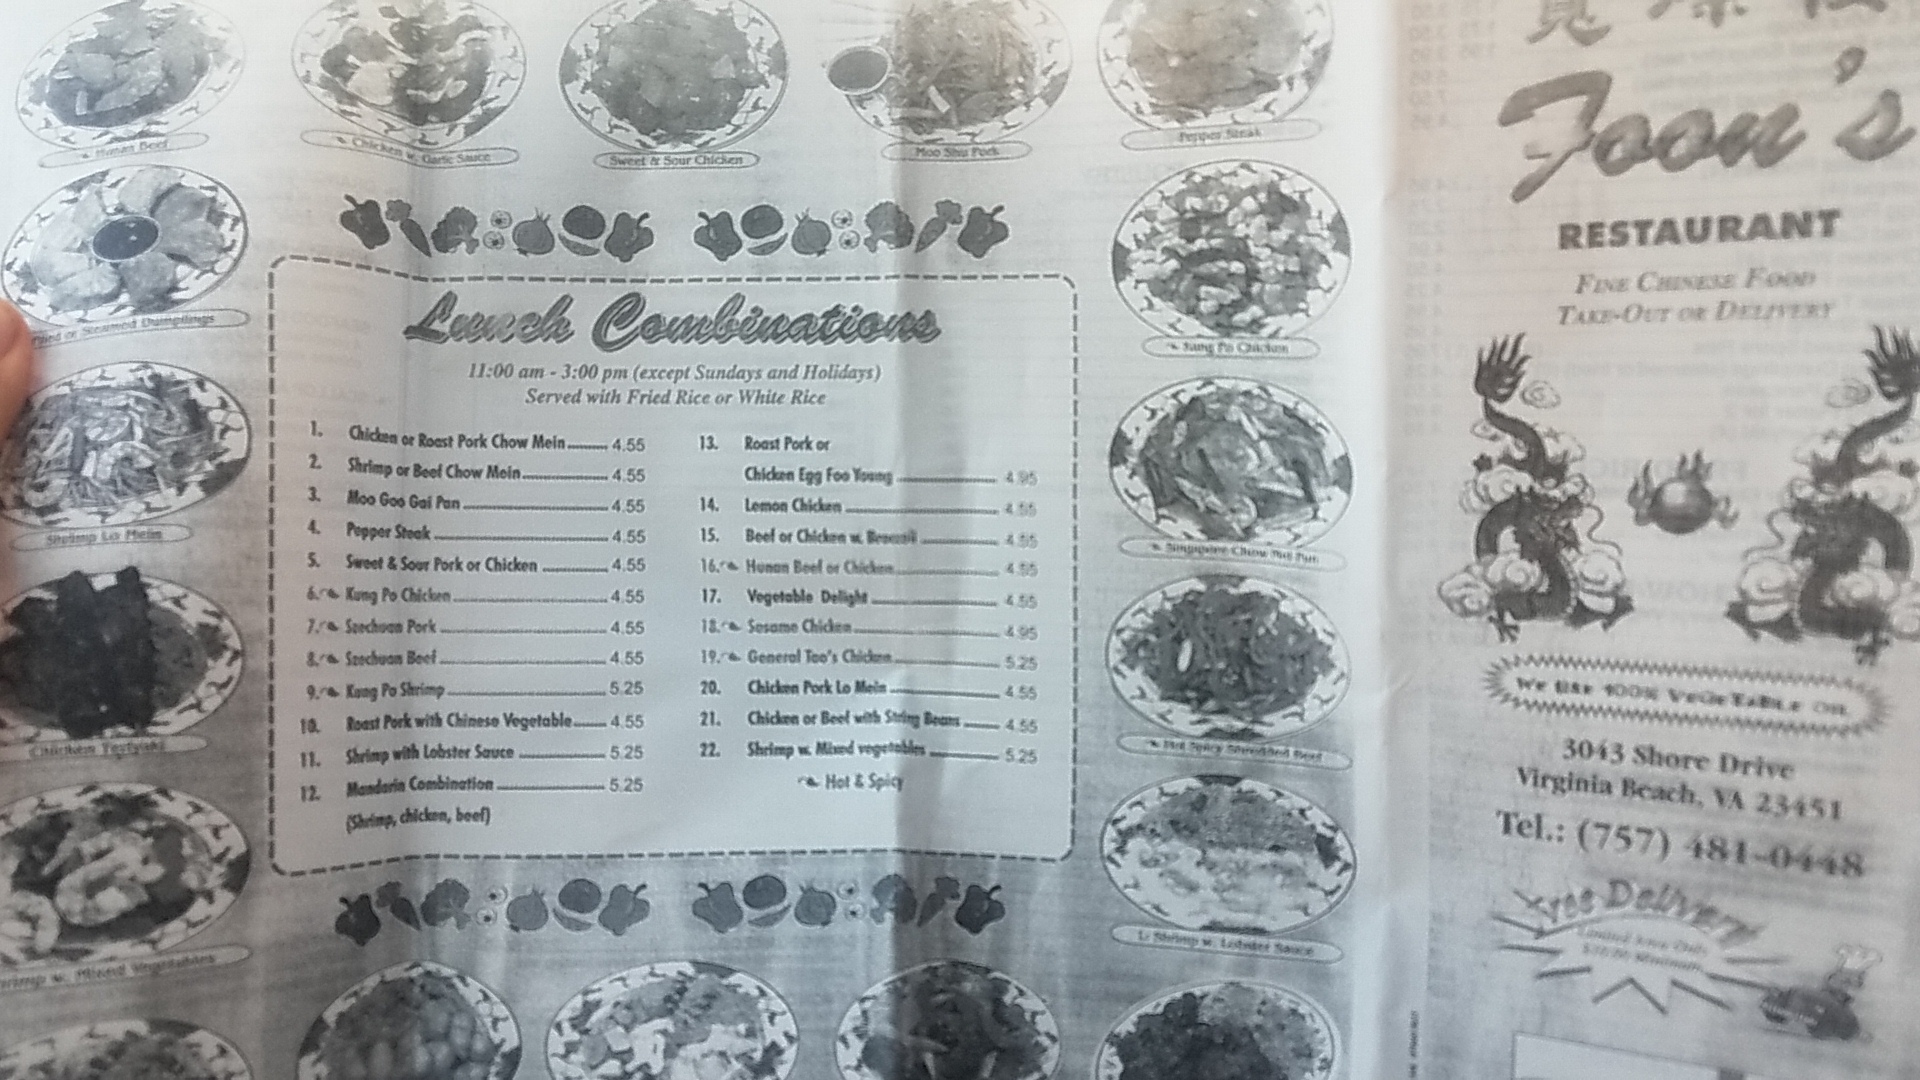 Hunan Beef
Chicken w. Garlic Sauce
Sweet & Sour Chicken
Moo Shu Pork
Pepper Steak
or Steamed Dumplings
Shrimp Lo Mein
Chicken Teriyaki
w. Mixed Vegetables
Lunch Combinations
11:00 am - 3:00 pm (except Sundays and Holidays)
Served with Fried Rice or White Rice
1. Chicken or Roast Pork Chow Mein 4.55
2. Shrimp or Beef Chow Mein 4.55
3. Moo Goo Gai Pan 4.55
4. Pepper Steak 4.55
5. Sweet & Sour Pork or Chicken 4.55
6. Kung Po Chicken 4.55
7. Szechuan Pork 4.55
8. Szechuan Beef 4.55
9. Kung Po Shrimp 5.25
10. Roast Pork with Chinese Vegetable 4.55
11. Shrimp with Lobster Sauce 5.25
12. Mandarin Combination 5.25
(Shrimp, chicken, beef)
13. Roast Pork or
Chicken Egg Foo Young 4.95
14. Lemon Chicken 4.55
15. Beef or Chicken w. Broccoli 4.55
16. Hunan Beef or Chicken 4.55
17. Vegetable Delight 4.55
18. Sesame Chicken 4.95
19. General Tao's Chicken 5.25
20. Chicken Pork Lo Mein 4.55
21. Chicken or Beef with String Beans 4.55
22. Shrimp w. Mixed vegetables 5.25
Hot & Spicy
Kung Po Chicken
Singapore Chow Mei Fun
Hot Spicy Shredded Beef
Shrimp w. Lobster Sauce
Foon's
RESTAURANT
FINE CHINESE FOOD
TAKE-OUT OR DELIVERY
WE USE 100% VEGETABLE OIL
3043 Shore Drive
Virginia Beach, VA 23451
Tel.: (757) 481-0448
Free Delivery